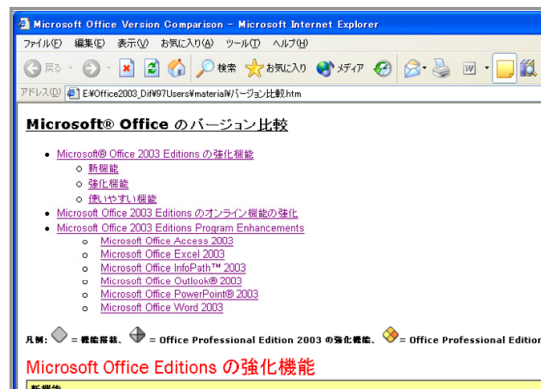 Microsoft Office Version Comparison - Microsoft Internet Explorer
ファイル(F) 編集(E) 表示(V) お気に入り(A) ツール(T) ヘルプ(H)
戻る 検索 お気に入り メディア
アドレス(D) E:¥Office2003_Dif¥97Users¥material¥バージョン比較.htm
Microsoft® Office のバージョン比較
Microsoft® Office 2003 Editions の強化機能
新機能
強化機能
使いやすい機能
Microsoft Office 2003 Editions のオンライン機能の強化
Microsoft Office 2003 Editions Program Enhancements
Microsoft Office Access 2003
Microsoft Office Excel 2003
Microsoft Office InfoPath™ 2003
Microsoft Office Outlook® 2003
Microsoft Office PowerPoint® 2003
Microsoft Office Word 2003
凡例: = 機能搭載、 = Office Professional Edition 2003 の強化機能、 = Office Professional Edition
Microsoft Office Editions の強化機能
新機能